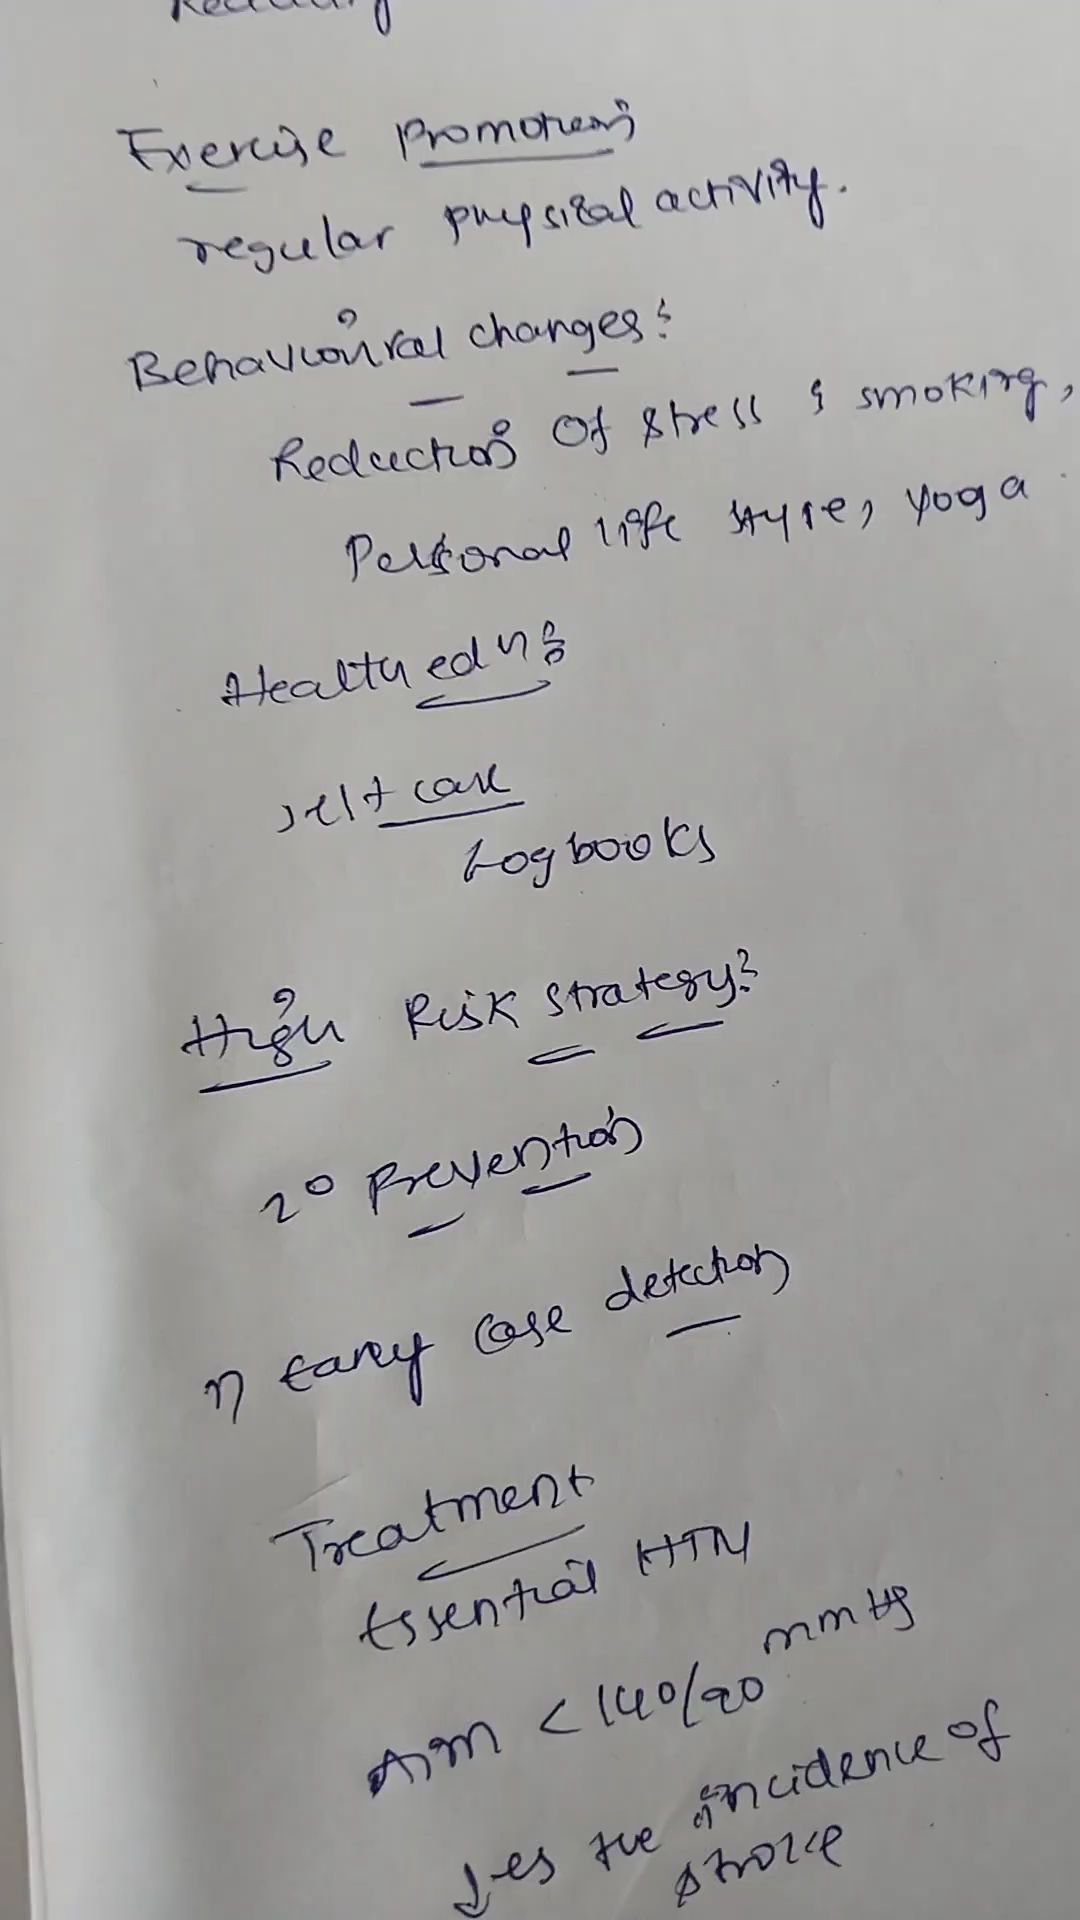 Exercise promotion
regular physical activity.
Behavioural changes:
Reduction of stress & smoking,
Personal life style, yoga
Health edn:
self care
Logbooks
High Risk strategy:
2° prevention
1) Early case detection
Treatment
Essential HTN
Aim < 140/90 mmHg
↓es the incidence of
stroke